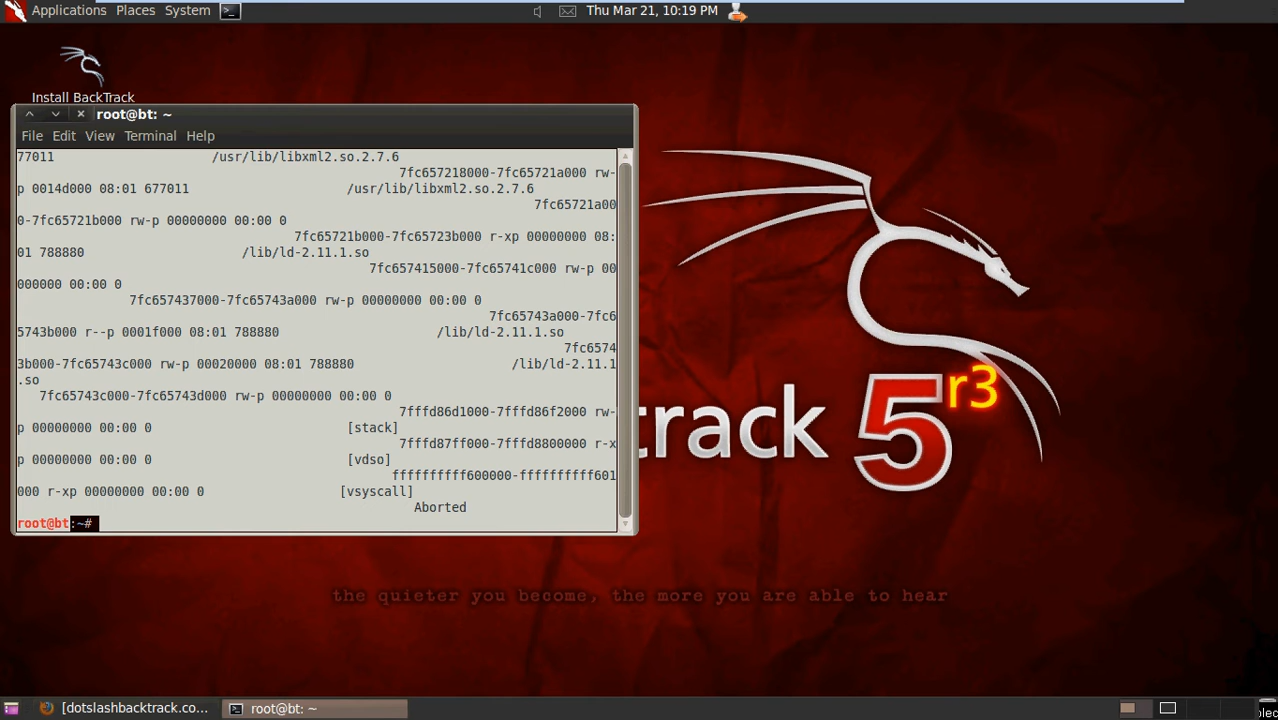 Applications Places System Thu Mar 21, 10:19 PM
Install BackTrack
root@bt: ~
File Edit View Terminal Help
77011 /usr/lib/libxml2.so.2.7.6
7fc657218000-7fc65721a000 rw-
p 0014d000 08:01 677011 /usr/lib/libxml2.so.2.7.6
7fc65721a00
0-7fc65721b000 rw-p 00000000 00:00 0
7fc65721b000-7fc65723b000 r-xp 00000000 08:
01 788880 /lib/ld-2.11.1.so
7fc657415000-7fc65741c000 rw-p 00
000000 00:00 0
7fc657437000-7fc65743a000 rw-p 00000000 00:00 0
7fc65743a000-7fc6
5743b000 r--p 0001f000 08:01 788880 /lib/ld-2.11.1.so
7fc6574
3b000-7fc65743c000 rw-p 00020000 08:01 788880 /lib/ld-2.11.1
.so
7fc65743c000-7fc65743d000 rw-p 00000000 00:00 0
7fffd86d1000-7fffd86f2000 rw-
p 00000000 00:00 0 [stack]
7fffd87ff000-7fffd8800000 r-x
p 00000000 00:00 0 [vdso]
ffffffffff600000-ffffffffff601
000 r-xp 00000000 00:00 0 [vsyscall]
Aborted
root@bt:~#
track 5 r3
the quieter you become, the more you are able to hear
[dotslashbacktrack.co... root@bt: ~